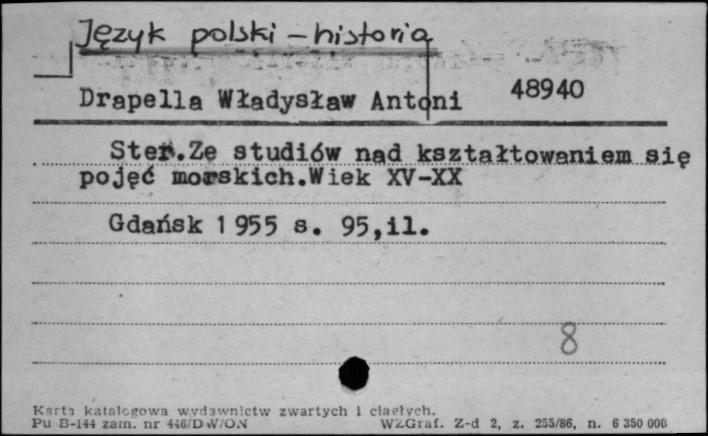 Język polski - historia
Drapella Władysław Antoni 48940
Ster. Ze studiów nad kształtowaniem się
pojęć morskich. Wiek XV-XX
Gdańsk 1955 s. 95, il.
8
Karta katalogowa wydawnictw zwartych i ciągłych.
Pu B-144 zam. nr 446/DW/ON WZGraf. Z-d 2, z. 255/86, n. 6 350 000